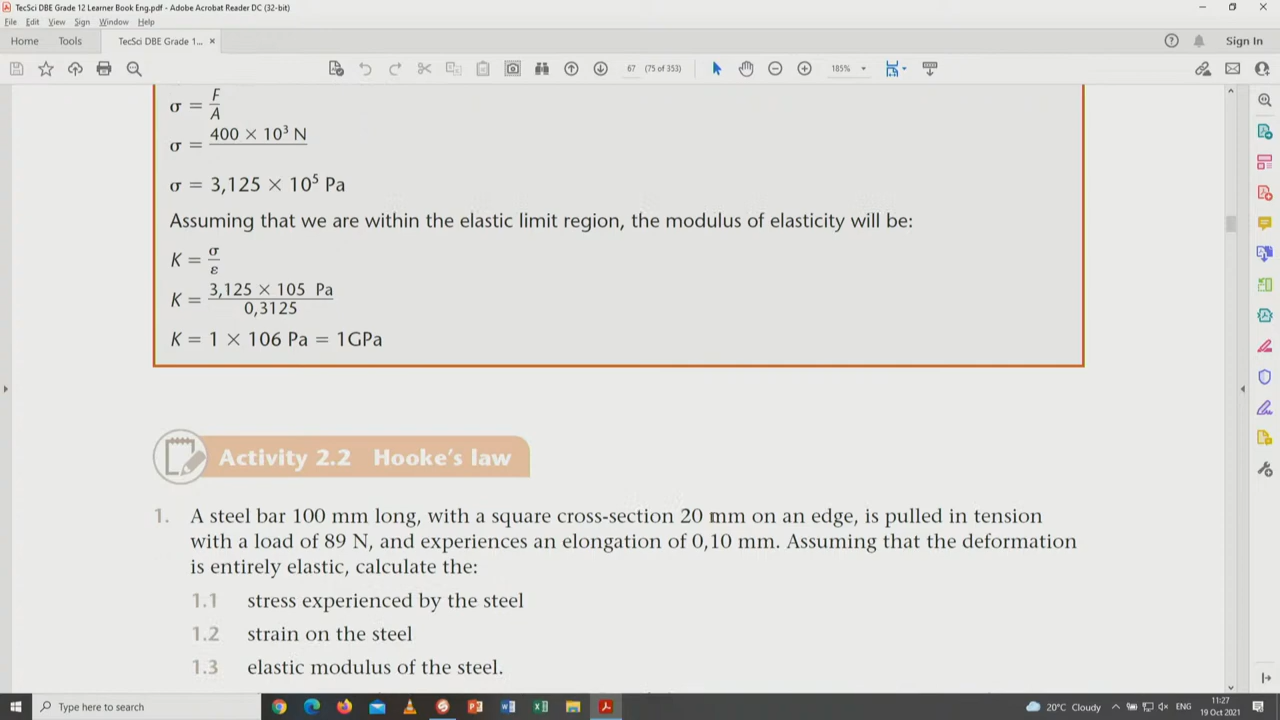 TecSci DBE Grade 12 Learner Book Eng.pdf - Adobe Acrobat Reader DC (32-bit)
File Edit View Sign Window Help
Home Tools TecSci DBE Grade 1... × Sign In
67 (75 of 353) 185%
σ = F/A
σ = 400 × 10³ N
σ = 3,125 × 10⁵ Pa
Assuming that we are within the elastic limit region, the modulus of elasticity will be:
K = σ/ε
K = 3,125 × 105 Pa / 0,3125
K = 1 × 106 Pa = 1GPa
Activity 2.2 Hooke's law
1. A steel bar 100 mm long, with a square cross-section 20 mm on an edge, is pulled in tension
with a load of 89 N, and experiences an elongation of 0,10 mm. Assuming that the deformation
is entirely elastic, calculate the:
1.1 stress experienced by the steel
1.2 strain on the steel
1.3 elastic modulus of the steel.
Type here to search 20°C Cloudy ENG 11:27
19 Oct 2021